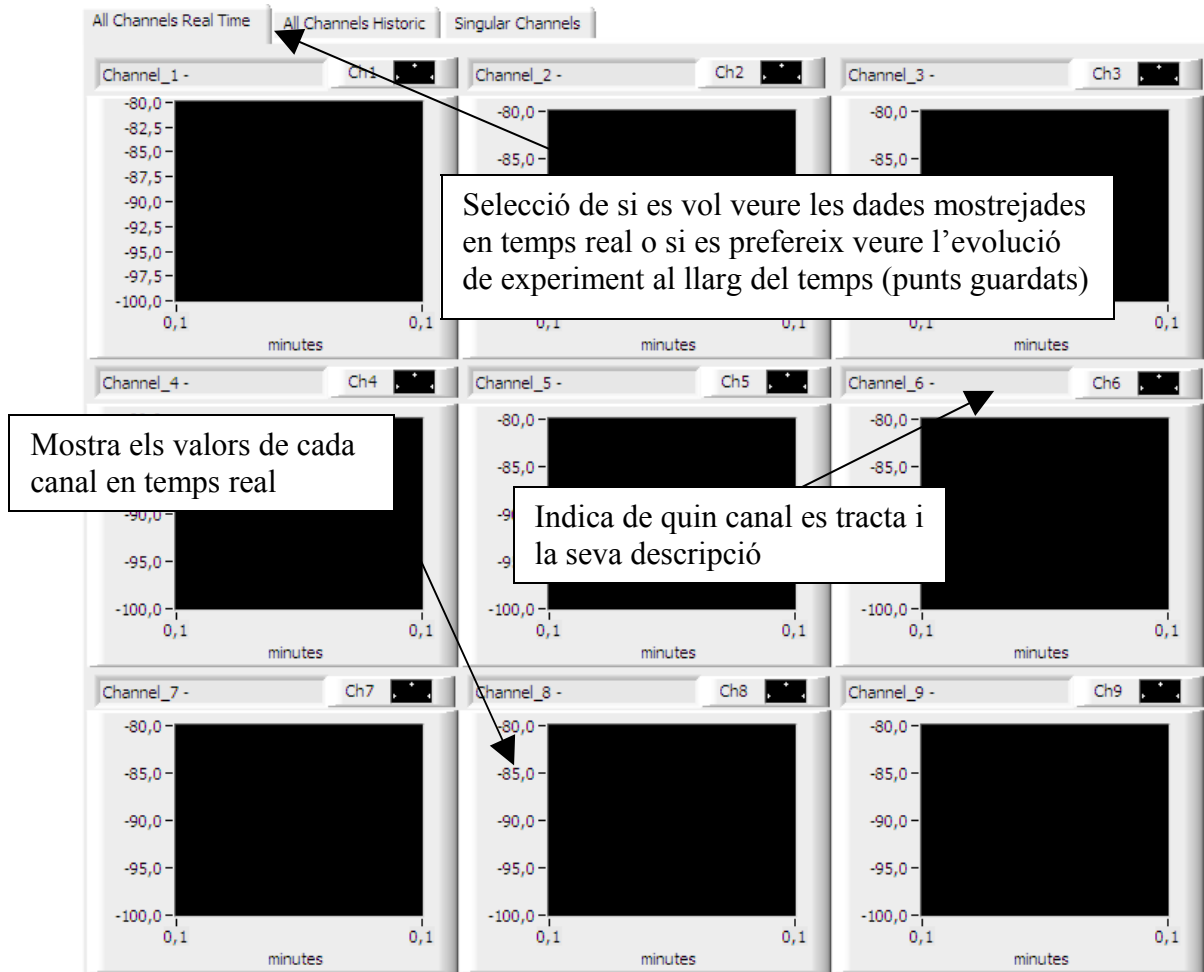 All Channels Real Time All Channels Historic Singular Channels
Channel_1 - Ch1 Channel_2 - Ch2 Channel_3 - Ch3
-80,0
-82,5
-85,0
-87,5
-90,0
-92,5
-95,0
-97,5
-100,0
0,1 0,1
minutes
-80,0
-85,0
0,1 0,1
minutes
-80,0
-85,0
0,1
minutes
Selecció de si es vol veure les dades mostrejades
en temps real o si es prefereix veure l’evolució
de experiment al llarg del temps (punts guardats)
Channel_4 - Ch4 Channel_5 - Ch5 Channel_6 - Ch6
Mostra els valors de cada
canal en temps real
-90,0
-95,0
-100,0
0,1 0,1
minutes
-80,0
-85,0
-100,0
0,1 0,1
minutes
-80,0
-85,0
-100,0
0,1 0,1
minutes
Indica de quin canal es tracta i
la seva descripció
Channel_7 - Ch7 Channel_8 - Ch8 Channel_9 - Ch9
-80,0
-85,0
-90,0
-95,0
-100,0
0,1 0,1
minutes
-80,0
-85,0
-90,0
-95,0
-100,0
0,1 0,1
minutes
-80,0
-85,0
-90,0
-95,0
-100,0
0,1 0,1
minutes